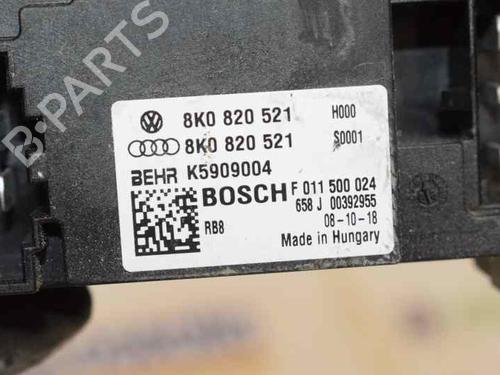 8K0 820 521 H000
8K0 820 521 S0001
BEHR K5909004
BOSCH F 011 500 024
658 J 00392955
RB8 08-10-18
Made in Hungary
B-PARTS